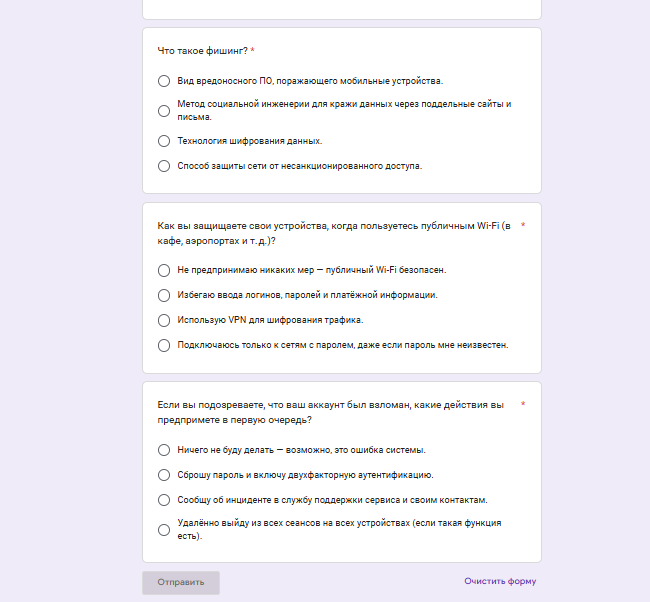 Что такое фишинг? *
Вид вредоносного ПО, поражающего мобильные устройства.
Метод социальной инженерии для кражи данных через поддельные сайты и
письма.
Технология шифрования данных.
Способ защиты сети от несанкционированного доступа.
Как вы защищаете свои устройства, когда пользуетесь публичным Wi-Fi (в *
кафе, аэропортах и т. д.)?
Не предпринимаю никаких мер — публичный Wi-Fi безопасен.
Избегаю ввода логинов, паролей и платёжной информации.
Использую VPN для шифрования трафика.
Подключаюсь только к сетям с паролем, даже если пароль мне неизвестен.
Если вы подозреваете, что ваш аккаунт был взломан, какие действия вы *
предпримете в первую очередь?
Ничего не буду делать — возможно, это ошибка системы.
Сброшу пароль и включу двухфакторную аутентификацию.
Сообщу об инциденте в службу поддержки сервиса и своим контактам.
Удалённо выйду из всех сеансов на всех устройствах (если такая функция
есть).
Отправить
Очистить форму